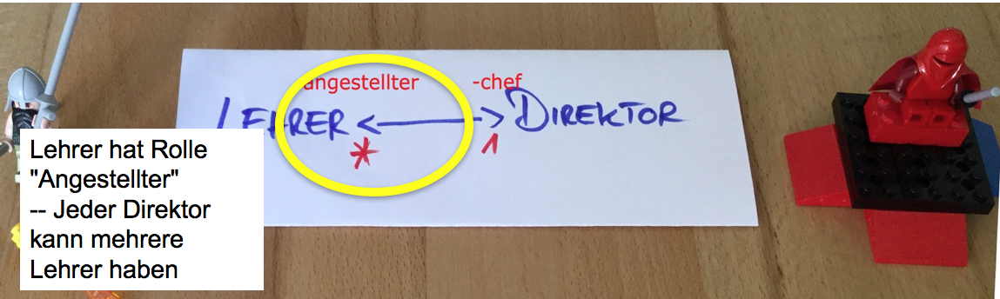 angestellter -chef
LEHRER <——> DIREKTOR
* 1
Lehrer hat Rolle
"Angestellter"
-- Jeder Direktor
kann mehrere
Lehrer haben